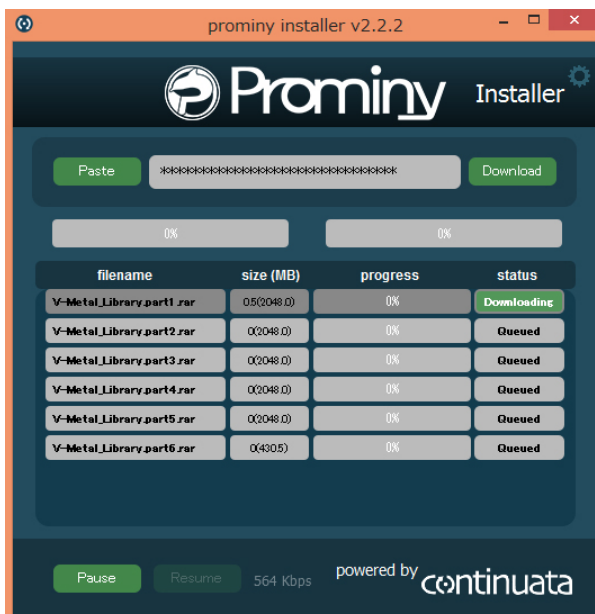 prominy installer v2.2.2
Prominy Installer
Paste ********************************** Download
0% 0%
filename size (MB) progress status
V-Metal_Library.part1.rar 0.5(2048.0) 0% Downloading
V-Metal_Library.part2.rar 0(2048.0) 0% Queued
V-Metal_Library.part3.rar 0(2048.0) 0% Queued
V-Metal_Library.part4.rar 0(2048.0) 0% Queued
V-Metal_Library.part5.rar 0(2048.0) 0% Queued
V-Metal_Library.part6.rar 0(430.5) 0% Queued
Pause Resume 564 Kbps powered by continuata